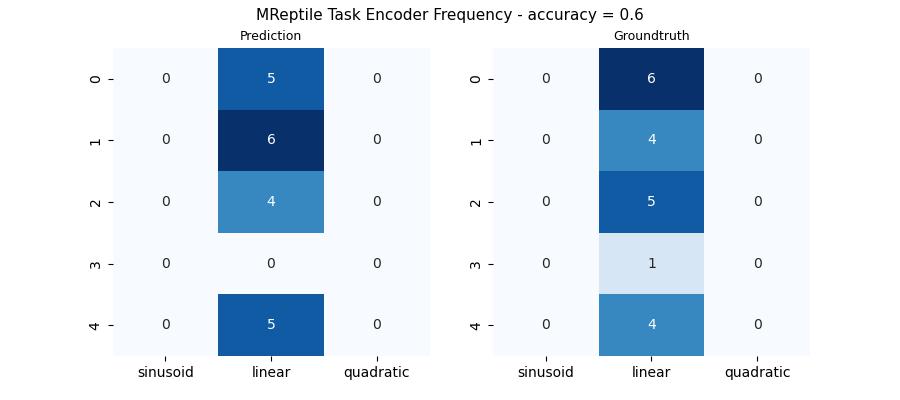 MReptile Task Encoder Frequency - accuracy = 0.6
Prediction Groundtruth
0 0 5 0 0 0 6 0
1 0 6 0 1 0 4 0
2 0 4 0 2 0 5 0
3 0 0 0 3 0 1 0
4 0 5 0 4 0 4 0
sinusoid linear quadratic sinusoid linear quadratic